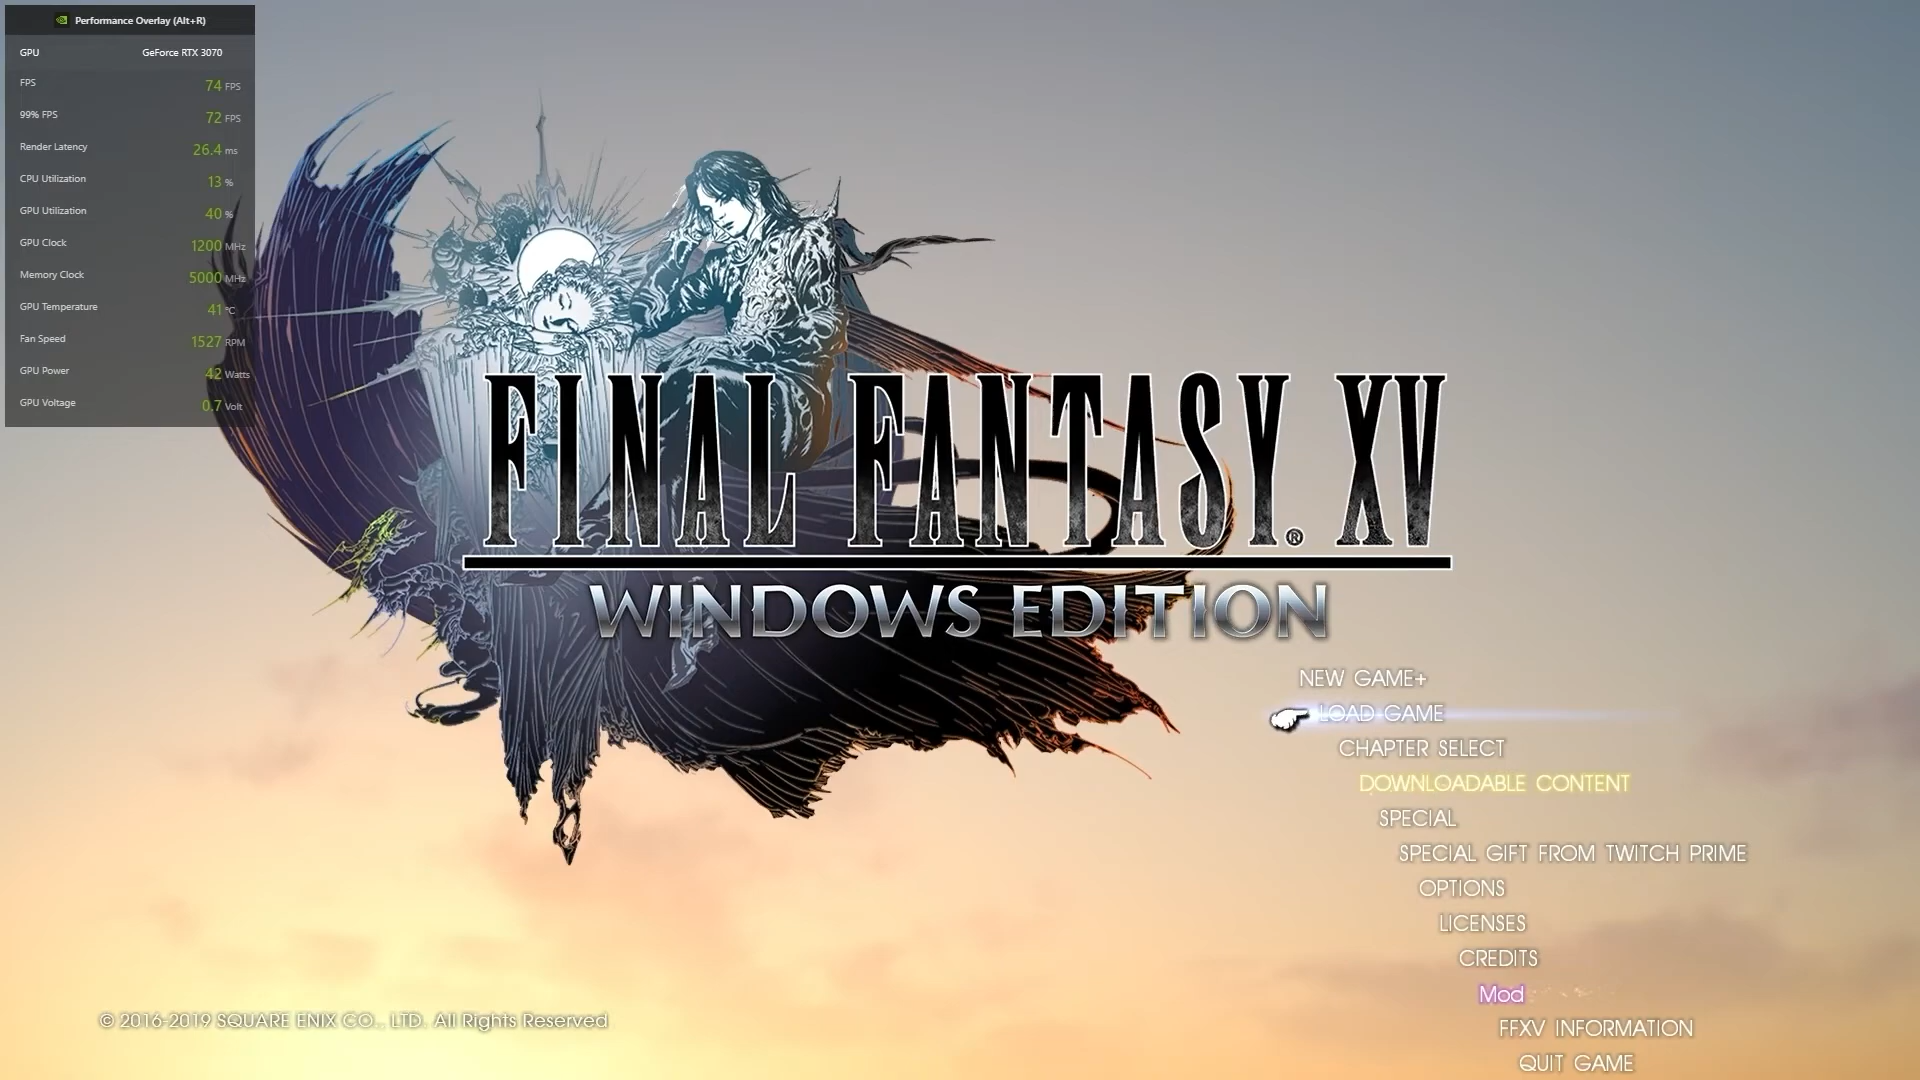 Performance Overlay (Alt+R)
GPU GeForce RTX 3070
FPS 74 FPS
99% FPS 72 FPS
Render Latency 26.4 ms
CPU Utilization 13 %
GPU Utilization 40 %
GPU Clock 1200 MHz
Memory Clock 5000 MHz
GPU Temperature 41 °C
Fan Speed 1527 RPM
GPU Power 42 Watts
GPU Voltage 0.7 Volt
FINAL FANTASY® XV
WINDOWS EDITION
NEW GAME+
LOAD GAME
CHAPTER SELECT
DOWNLOADABLE CONTENT
SPECIAL
SPECIAL GIFT FROM TWITCH PRIME
OPTIONS
LICENSES
CREDITS
Mod
FFXV INFORMATION
QUIT GAME
© 2016-2019 SQUARE ENIX CO., LTD. All Rights Reserved